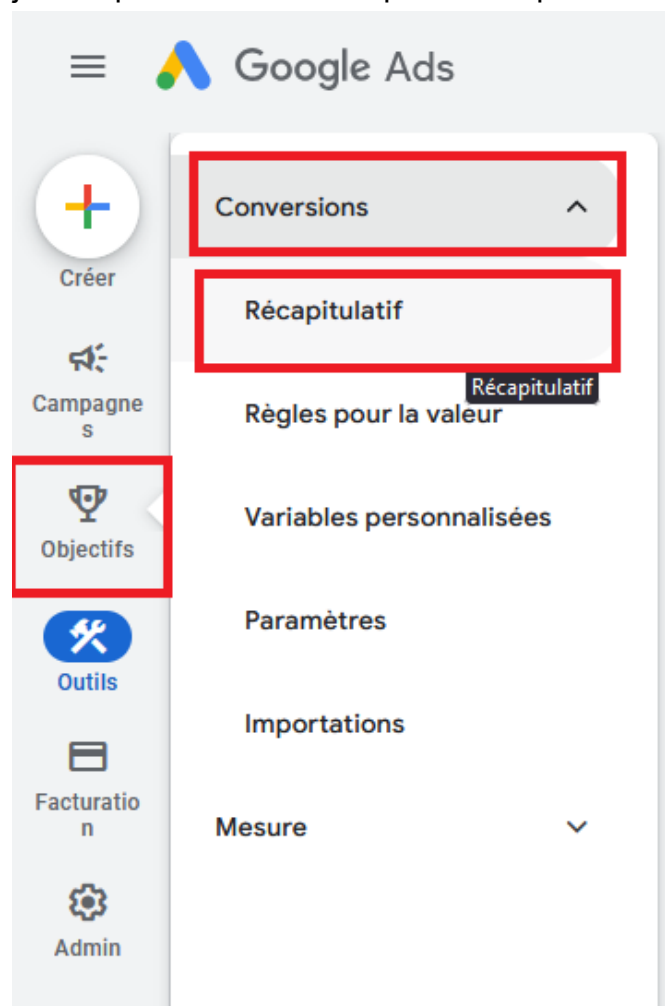 Google Ads
Créer
Campagne
s
Objectifs
Outils
Facturatio
n
Admin
Conversions
Récapitulatif
Récapitulatif
Règles pour la valeur
Variables personnalisées
Paramètres
Importations
Mesure